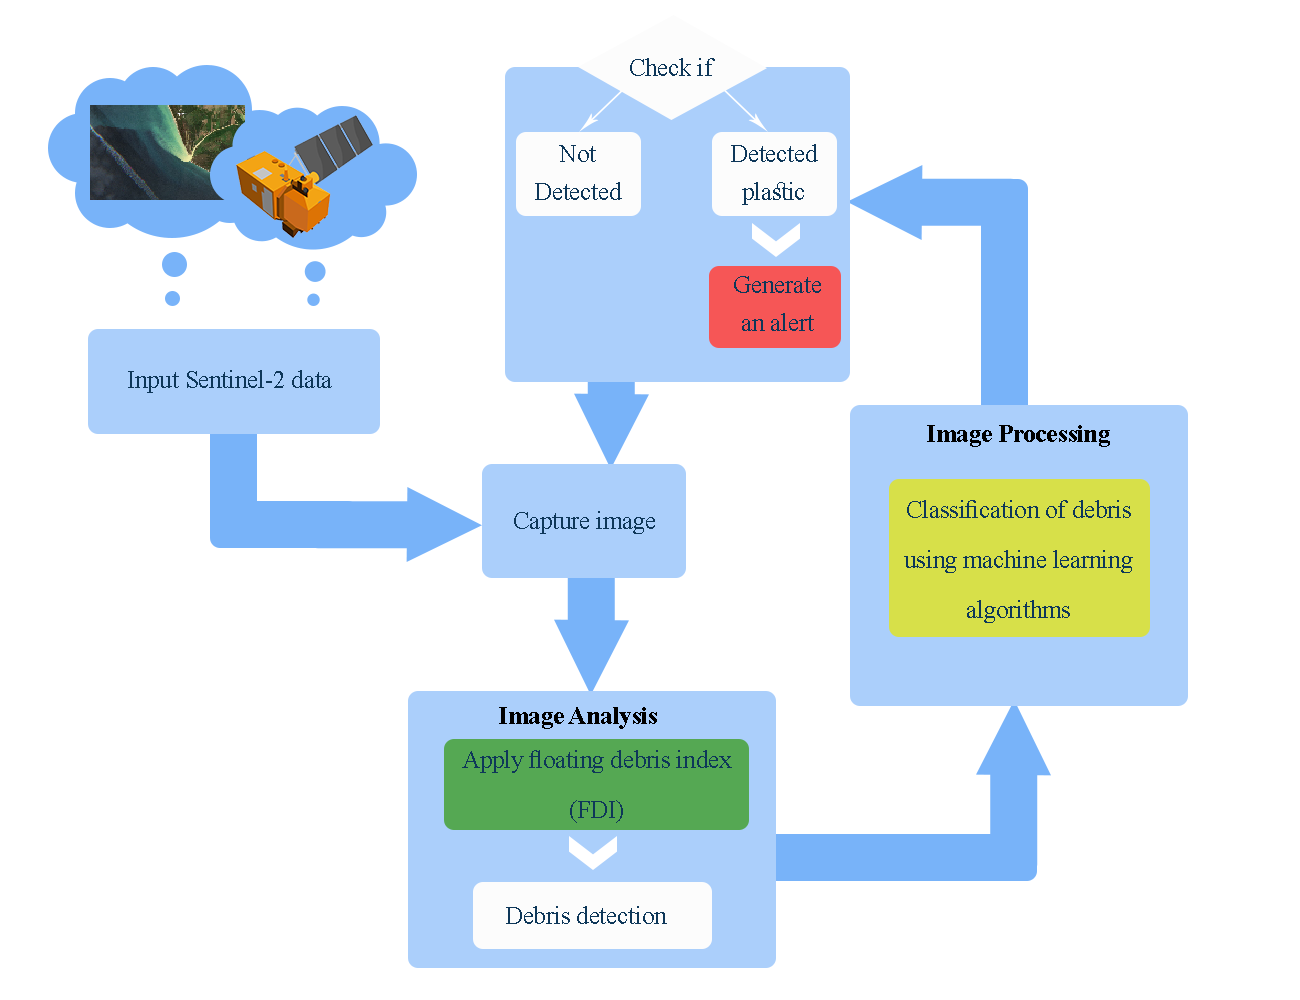 Check if
Not
Detected
Detected
plastic
Generate
an alert
Input Sentinel-2 data
Capture image
Image Processing
Classification of debris
using machine learning
algorithms
Image Analysis
Apply floating debris index
(FDI)
Debris detection